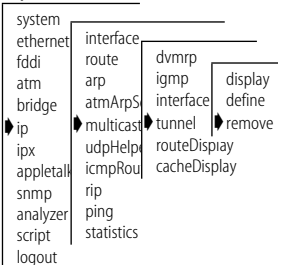 system
ethernet
fddi
atm
bridge
ip
ipx
appletalk
snmp
analyzer
script
logout
interface
route
arp
atmArpS
multicast
udpHelpe
icmpRou
rip
ping
statistics
dvmrp
igmp
interface
tunnel
routeDisplay
cacheDisplay
display
define
remove